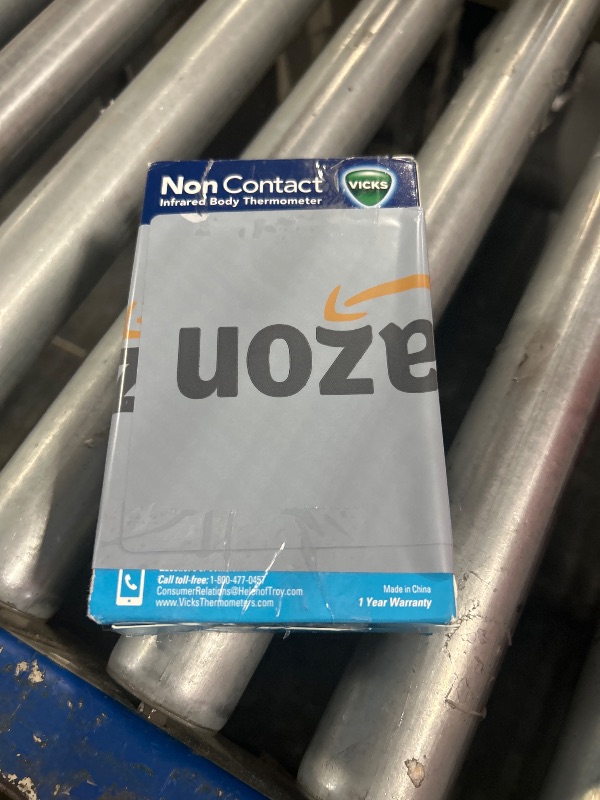 Non Contact
Infrared Body Thermometer
VICKS
azon
Call toll-free: 1-800-477-0457
ConsumerRelations@HelenofTroy.com
www.VicksThermometers.com
Made in China
1 Year Warranty